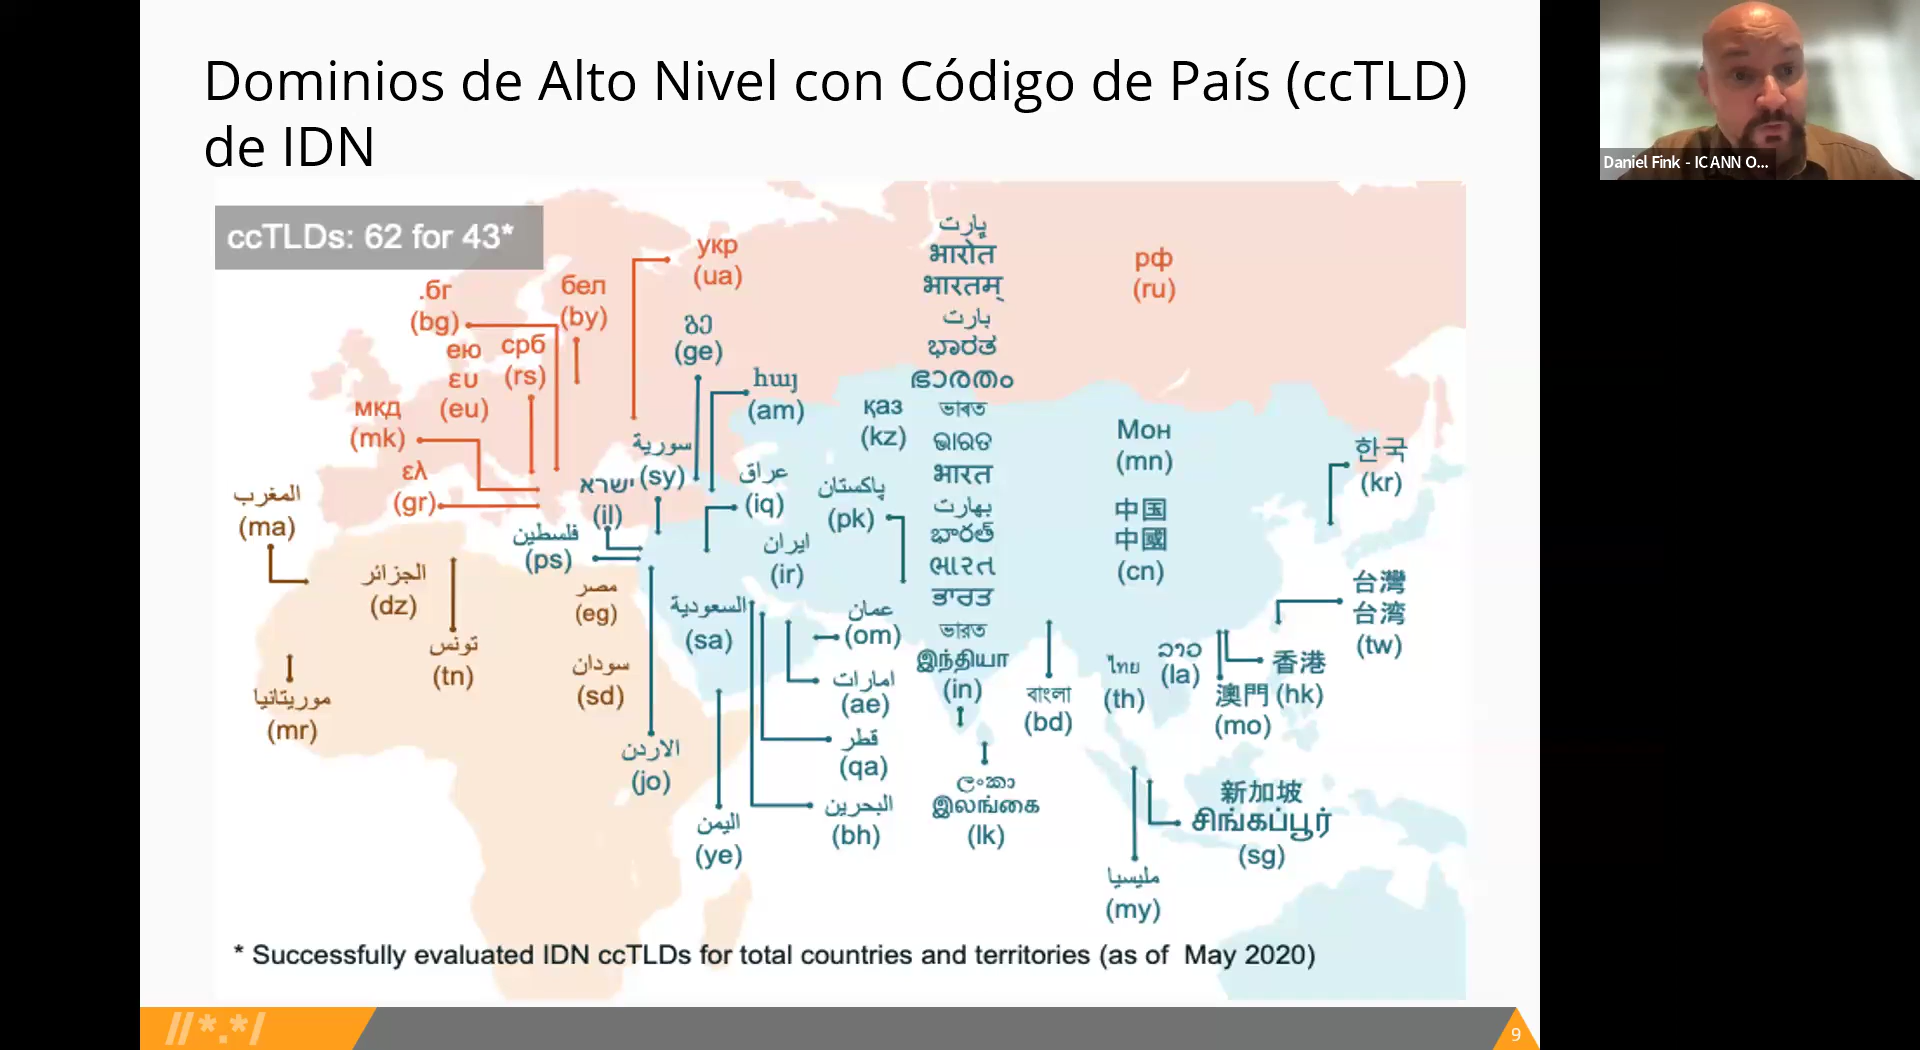 Dominios de Alto Nivel con Código de País (ccTLD)
de IDN
ccTLDs: 62 for 43*
.бг
(bg)
бел
(by)
укр
(ua)
ею
ευ
(eu)
срб
(rs)
мкд
(mk)
ελ
(gr)
рф
(ru)
გე
(ge)
հայ
(am)
қаз
(kz)
سورية
(sy)
ישרא
(il)
عراق
(iq)
پاکستان
(pk)
فلسطين
(ps)
ایران
(ir)
المغرب
(ma)
الجزائر
(dz)
تونس
(tn)
موريتانيا
(mr)
مصر
(eg)
سودان
(sd)
السعودية
(sa)
عمان
(om)
امارات
(ae)
قطر
(qa)
البحرين
(bh)
الاردن
(jo)
اليمن
(ye)
भारोत
भारतम्
بارت
ಭಾರತ
ഭാരതം
ভাৰত
ଭାରତ
भारत
بھارت
భారత్
ભારત
ਭਾਰਤ
ভারত
இந்தியா
(in)
ලංකා
இலங்கை
(lk)
বাংলা
(bd)
Мон
(mn)
中国
中國
(cn)
한국
(kr)
台灣
台湾
(tw)
ไทย
(th)
ລາວ
(la)
香港
(hk)
澳門
(mo)
新加坡
சிங்கப்பூர்
(sg)
مليسيا
(my)
* Successfully evaluated IDN ccTLDs for total countries and territories (as of May 2020)
//*.*/
9
Daniel Fink - ICANN O...